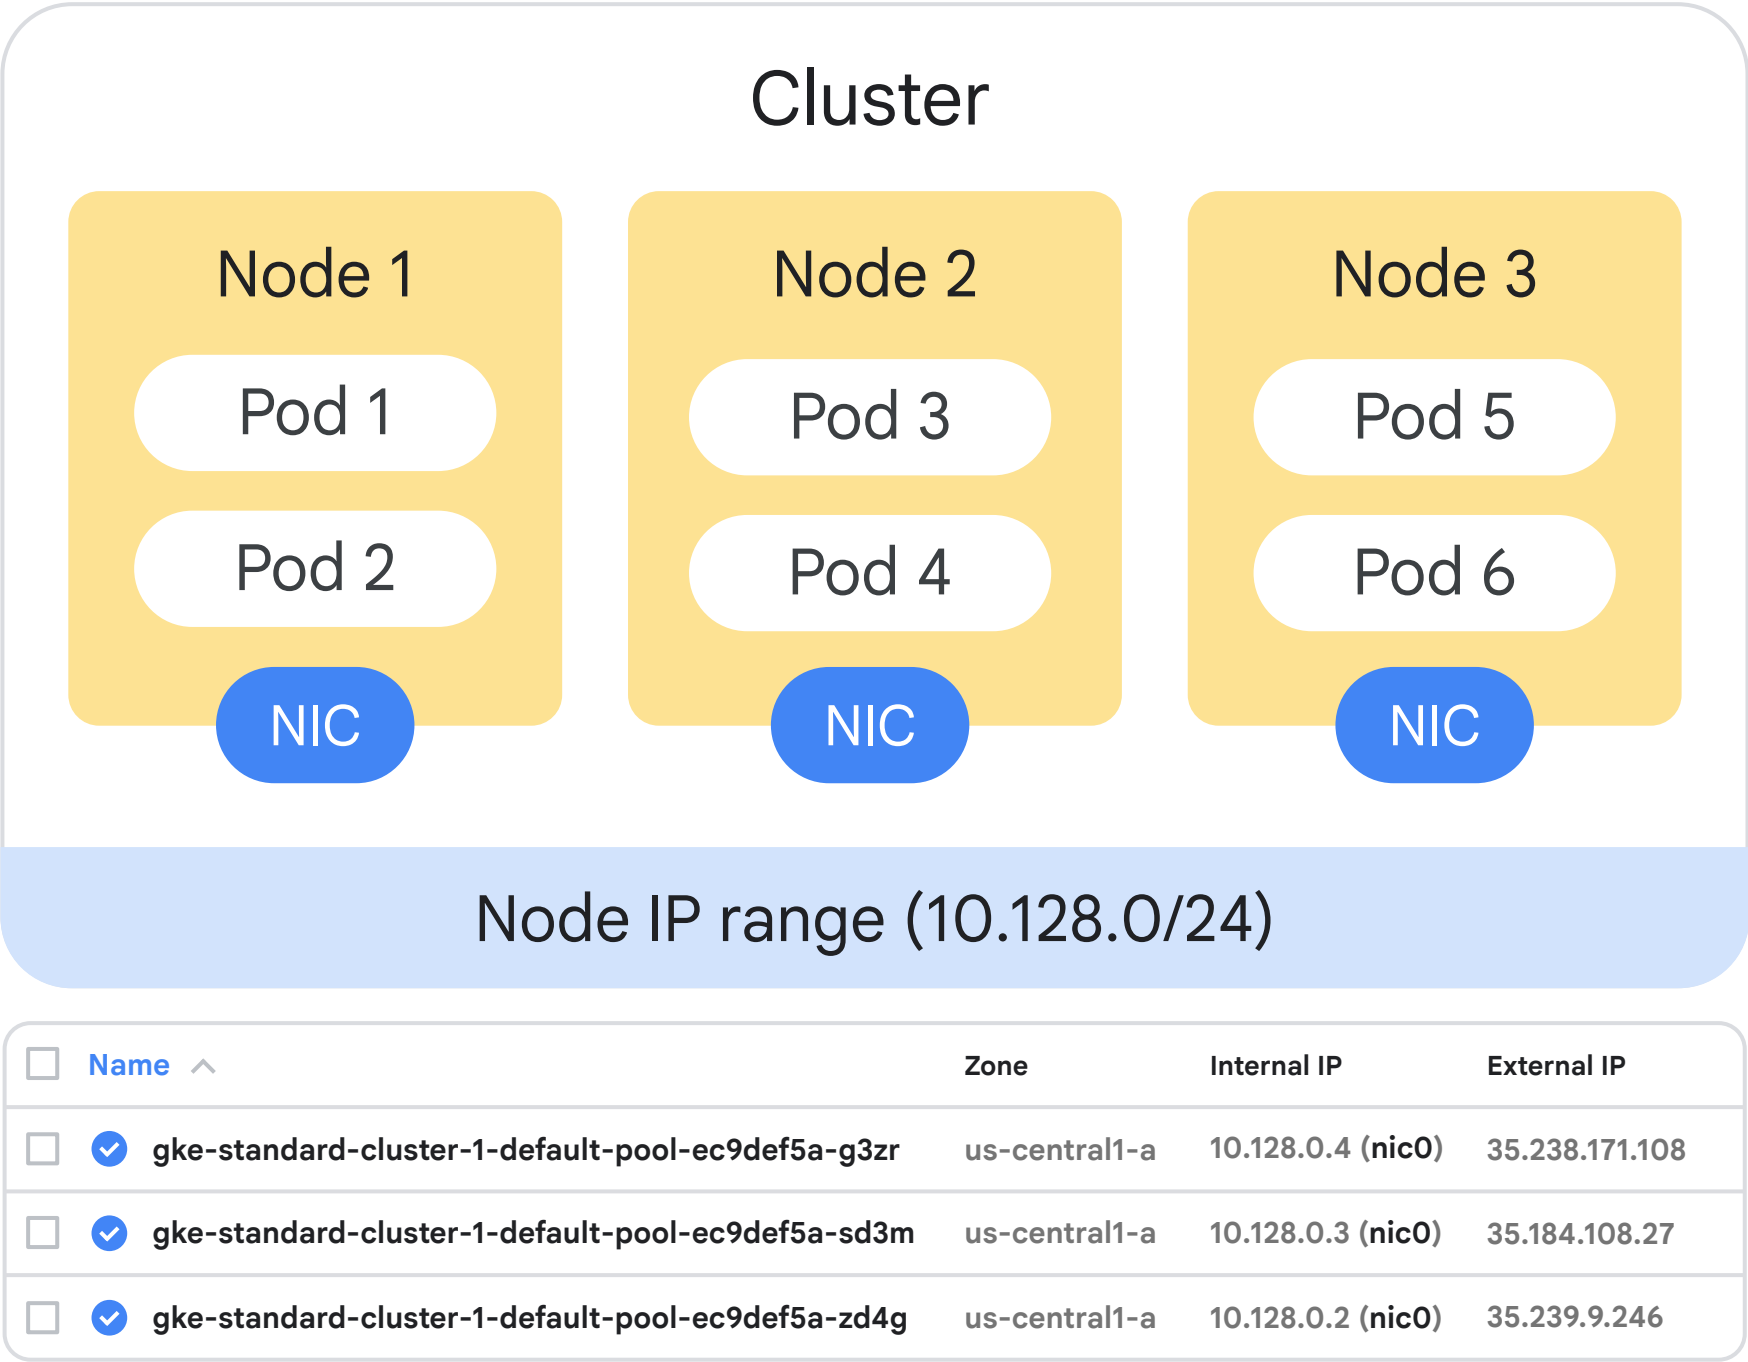 Cluster
Node 1
Pod 1
Pod 2
NIC
Node 2
Pod 3
Pod 4
NIC
Node 3
Pod 5
Pod 6
NIC
Node IP range (10.128.0/24)
Name Zone Internal IP External IP
gke-standard-cluster-1-default-pool-ec9def5a-g3zr us-central1-a 10.128.0.4 (nic0) 35.238.171.108
gke-standard-cluster-1-default-pool-ec9def5a-sd3m us-central1-a 10.128.0.3 (nic0) 35.184.108.27
gke-standard-cluster-1-default-pool-ec9def5a-zd4g us-central1-a 10.128.0.2 (nic0) 35.239.9.246